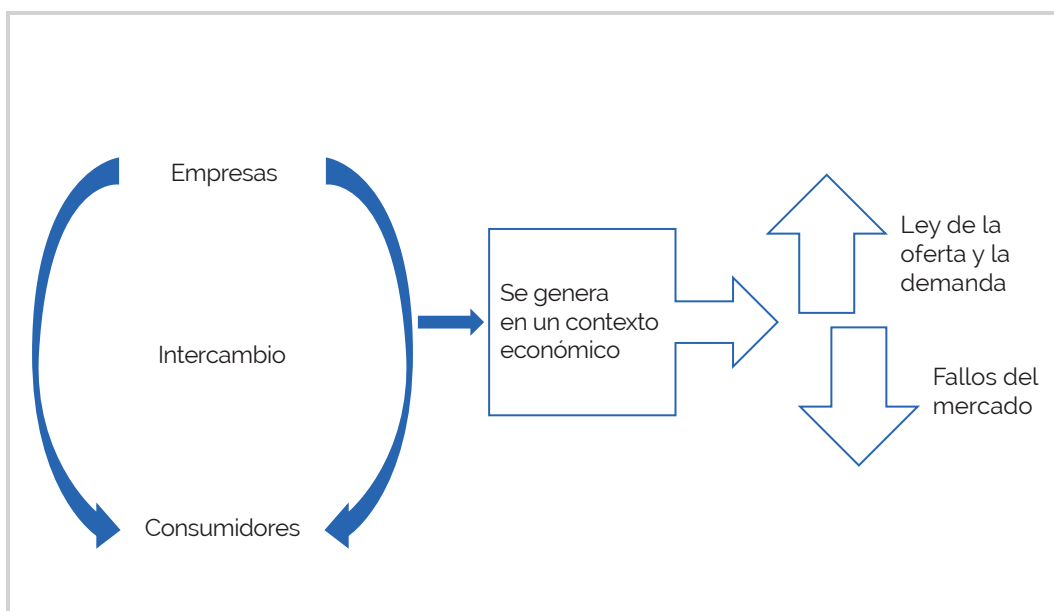 Empresas
Intercambio
Consumidores
Se genera
en un contexto
económico
Ley de la
oferta y la
demanda
Fallos del
mercado